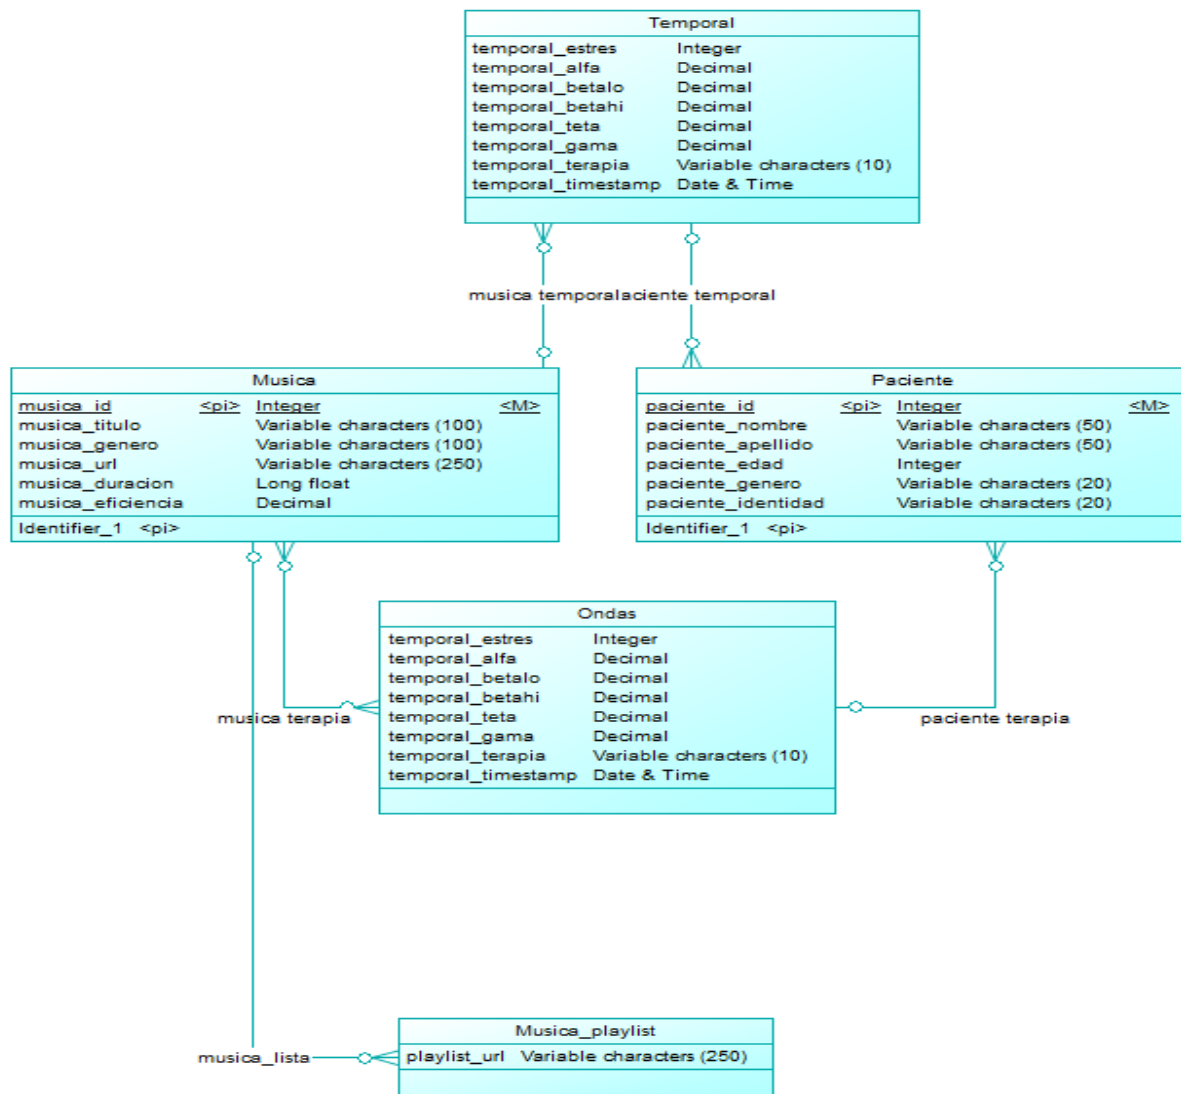 Temporal
temporal_estres Integer
temporal_alfa Decimal
temporal_betalo Decimal
temporal_betahi Decimal
temporal_teta Decimal
temporal_gama Decimal
temporal_terapia Variable characters (10)
temporal_timestamp Date & Time
musica temporalaciente temporal
Musica
musica_id <pi> Integer <M>
musica_titulo Variable characters (100)
musica_genero Variable characters (100)
musica_url Variable characters (250)
musica_duracion Long float
musica_eficiencia Decimal
Identifier_1 <pi>
Paciente
paciente_id <pi> Integer <M>
paciente_nombre Variable characters (50)
paciente_apellido Variable characters (50)
paciente_edad Integer
paciente_genero Variable characters (20)
paciente_identidad Variable characters (20)
Identifier_1 <pi>
Ondas
temporal_estres Integer
temporal_alfa Decimal
temporal_betalo Decimal
temporal_betahi Decimal
temporal_teta Decimal
temporal_gama Decimal
temporal_terapia Variable characters (10)
temporal_timestamp Date & Time
musica terapia
paciente terapia
Musica_playlist
playlist_url Variable characters (250)
musica_lista